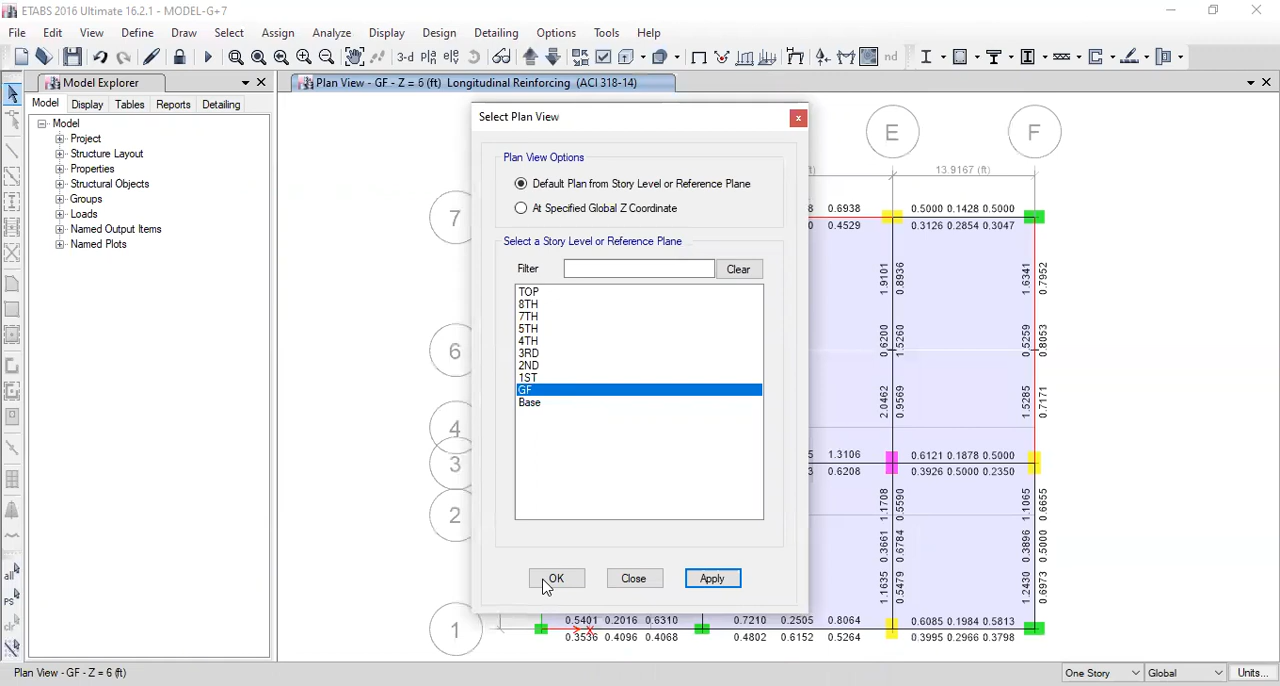 ETABS 2016 Ultimate 16.2.1 - MODEL-G+7
File Edit View Define Draw Select Assign Analyze Display Design Detailing Options Tools Help
3-d nd
Model Explorer
Plan View - GF - Z = 6 (ft) Longitudinal Reinforcing (ACI 318-14)
Model Display Tables Reports Detailing
Model
Project
Structure Layout
Properties
Structural Objects
Groups
Loads
Named Output Items
Named Plots
all
PS
clr
Select Plan View
Plan View Options
Default Plan from Story Level or Reference Plane
At Specified Global Z Coordinate
Select a Story Level or Reference Plane
Filter
Clear
TOP
8TH
7TH
5TH
4TH
3RD
2ND
1ST
GF
Base
OK Close Apply
E F
13.9167 (ft)
7
6
4
3
2
1
0.6938 0.5000 0.1428 0.5000
0.4529 0.3126 0.2854 0.3047
1.9101 0.8936 1.6341 0.7952
0.6200 1.5260 0.5259 0.8053
2.0462 0.9569 1.5285 0.7171
1.3106 0.6121 0.1878 0.5000
0.6208 0.3926 0.5000 0.2350
1.1708 0.5590 1.1065 0.6655
0.3661 0.6784 0.3896 0.5000
1.1635 0.5479 1.2430 0.6973
0.5401 0.2016 0.6310 0.7210 0.2505 0.8064 0.6085 0.1984 0.5813
0.3536 0.4096 0.4068 0.4802 0.6152 0.5264 0.3995 0.2966 0.3798
X
Plan View - GF - Z = 6 (ft)
One Story Global Units...